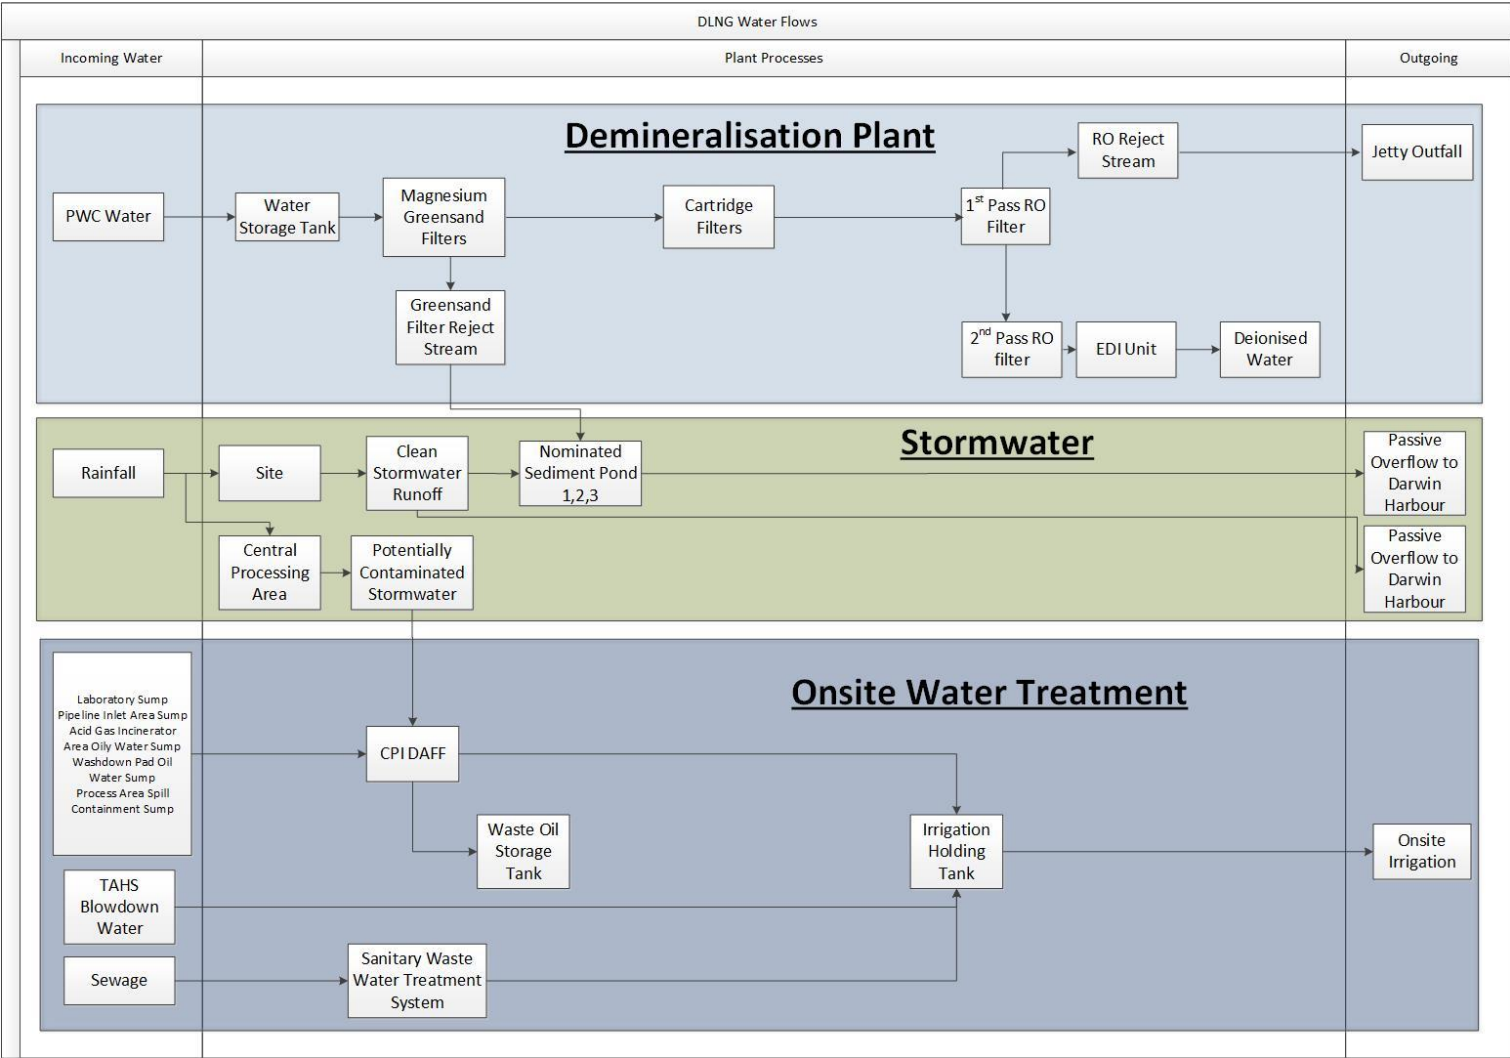 DLNG Water Flows
Incoming Water
Plant Processes
Outgoing
Demineralisation Plant
PWC Water
Water
Storage Tank
Magnesium
Greensand
Filters
Greensand
Filter Reject
Stream
Cartridge
Filters
1st Pass RO
Filter
RO Reject
Stream
Jetty Outfall
2nd Pass RO
filter
EDI Unit
Deionised
Water
Stormwater
Rainfall
Site
Clean
Stormwater
Runoff
Nominated
Sediment Pond
1,2,3
Passive
Overflow to
Darwin
Harbour
Central
Processing
Area
Potentially
Contaminated
Stormwater
Passive
Overflow to
Darwin
Harbour
Onsite Water Treatment
Laboratory Sump
Pipeline Inlet Area Sump
Acid Gas Incinerator
Area Oily Water Sump
Washdown Pad Oil
Water Sump
Process Area Spill
Containment Sump
CPI DAFF
Waste Oil
Storage
Tank
Irrigation
Holding
Tank
Onsite
Irrigation
TAHS
Blowdown
Water
Sewage
Sanitary Waste
Water Treatment
System